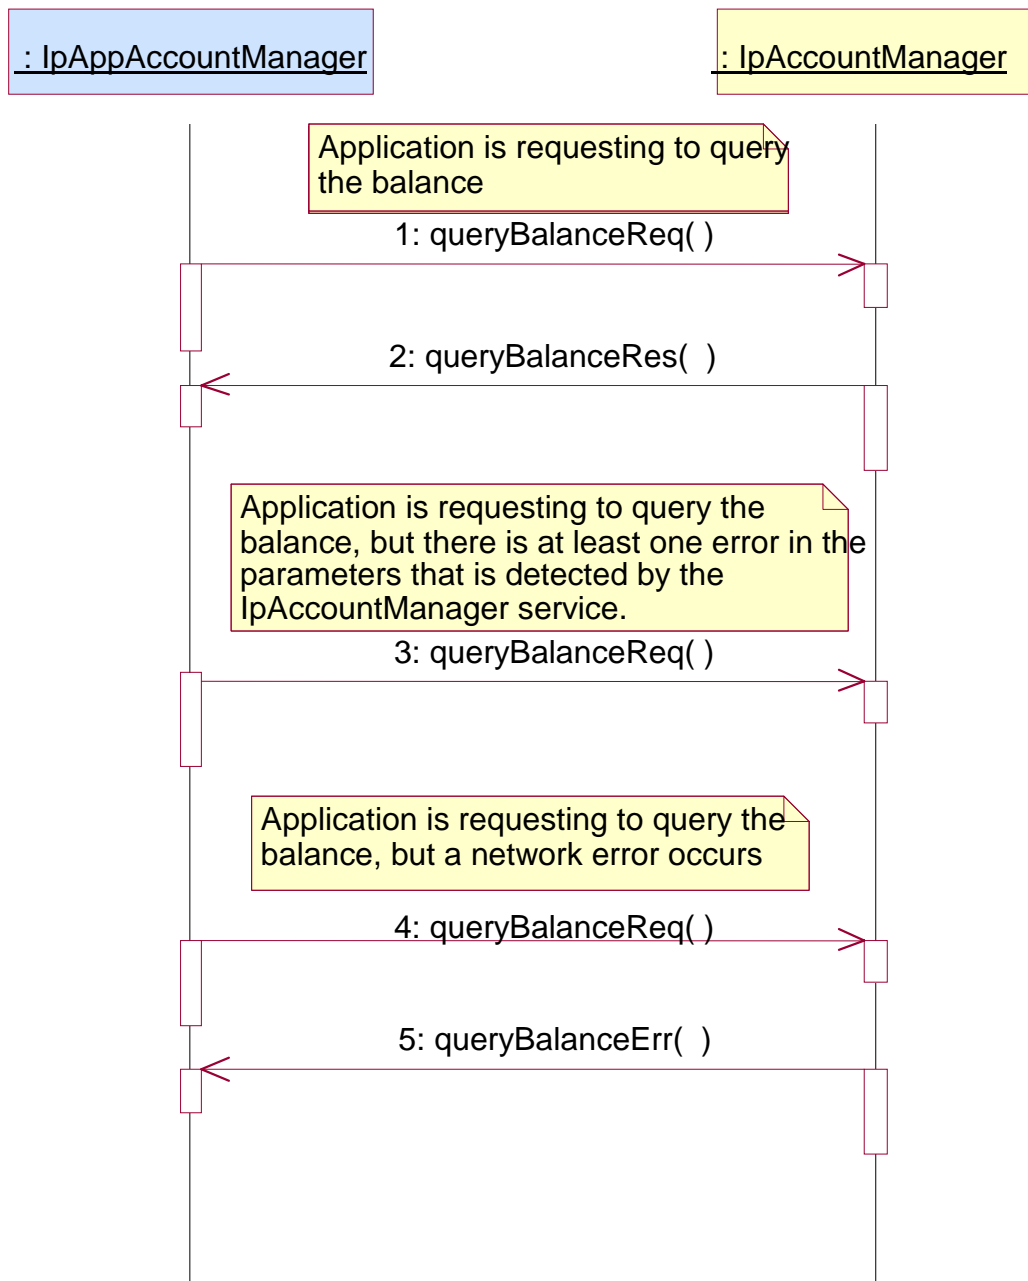 : IpAppAccountManager
: IpAccountManager
Application is requesting to query
the balance
1: queryBalanceReq( )
2: queryBalanceRes(  )
Application is requesting to query the
balance, but there is at least one error in the
parameters that is detected by the
IpAccountManager service.
3: queryBalanceReq( )
Application is requesting to query the
balance, but a network error occurs
4: queryBalanceReq( )
5: queryBalanceErr(  )